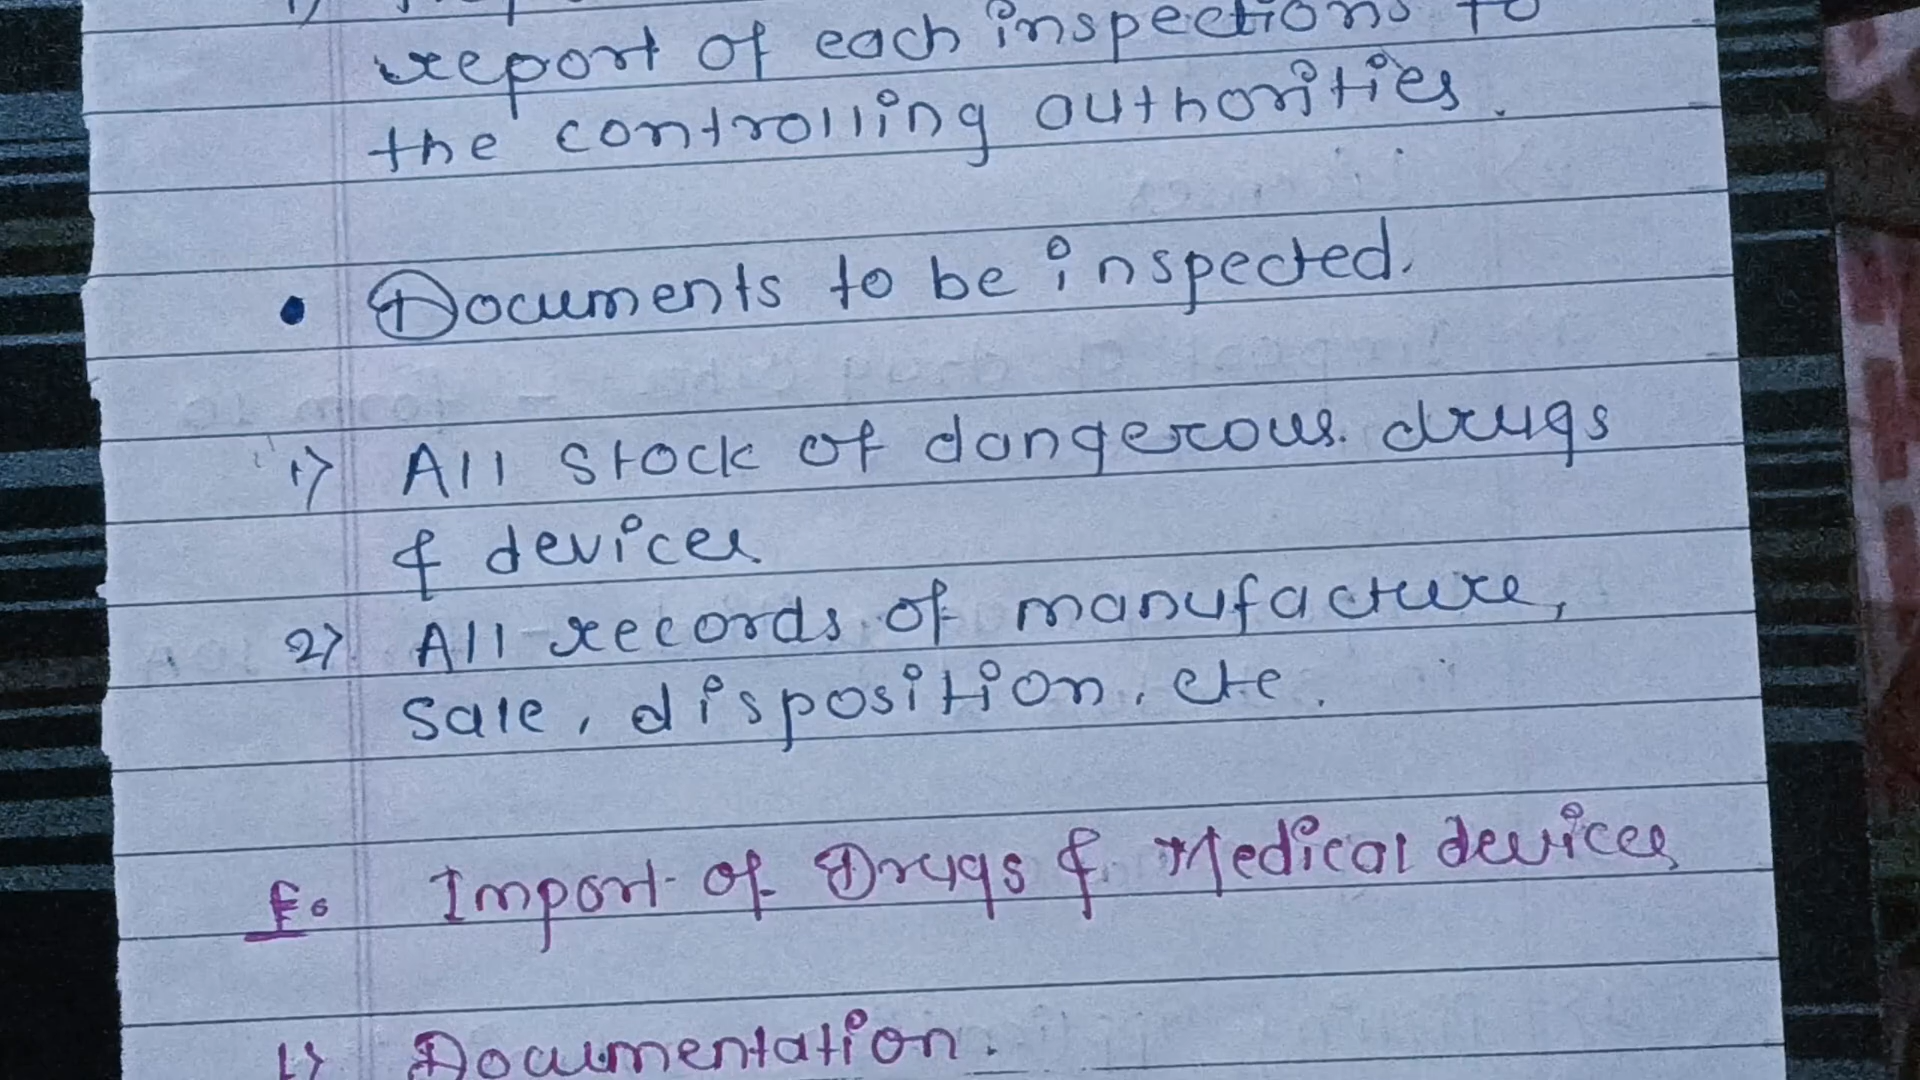 report of each inspections to
the controlling authorities.
• Documents to be inspected.
1) All stock of dangerous drugs
& devices
2) All records of manufacture,
sale, disposition, etc.
F. Import of Drugs & Medical devices
1) Documentation.